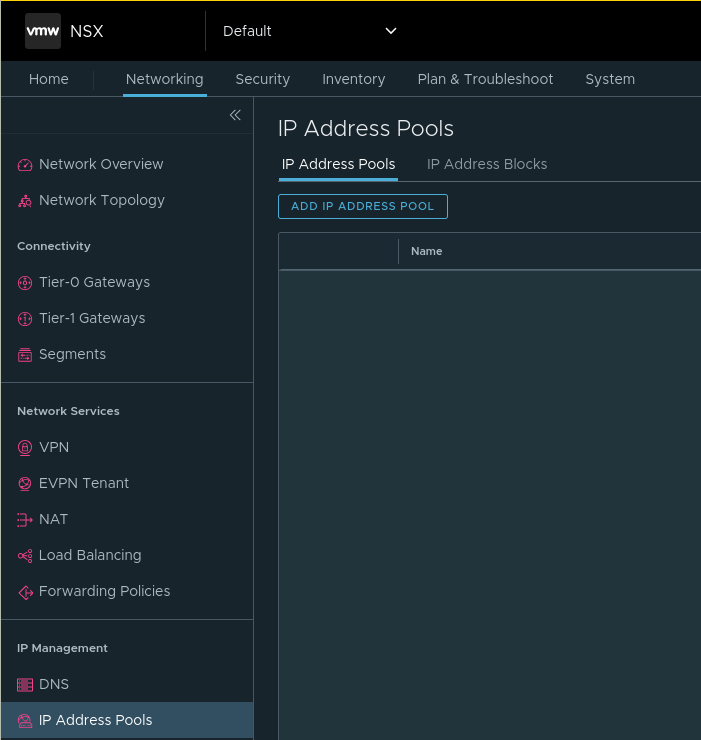 vmw NSX Default
Home Networking Security Inventory Plan & Troubleshoot System
Network Overview
Network Topology
Connectivity
Tier-0 Gateways
Tier-1 Gateways
Segments
Network Services
VPN
EVPN Tenant
NAT
Load Balancing
Forwarding Policies
IP Management
DNS
IP Address Pools
IP Address Pools
IP Address Pools IP Address Blocks
ADD IP ADDRESS POOL
Name